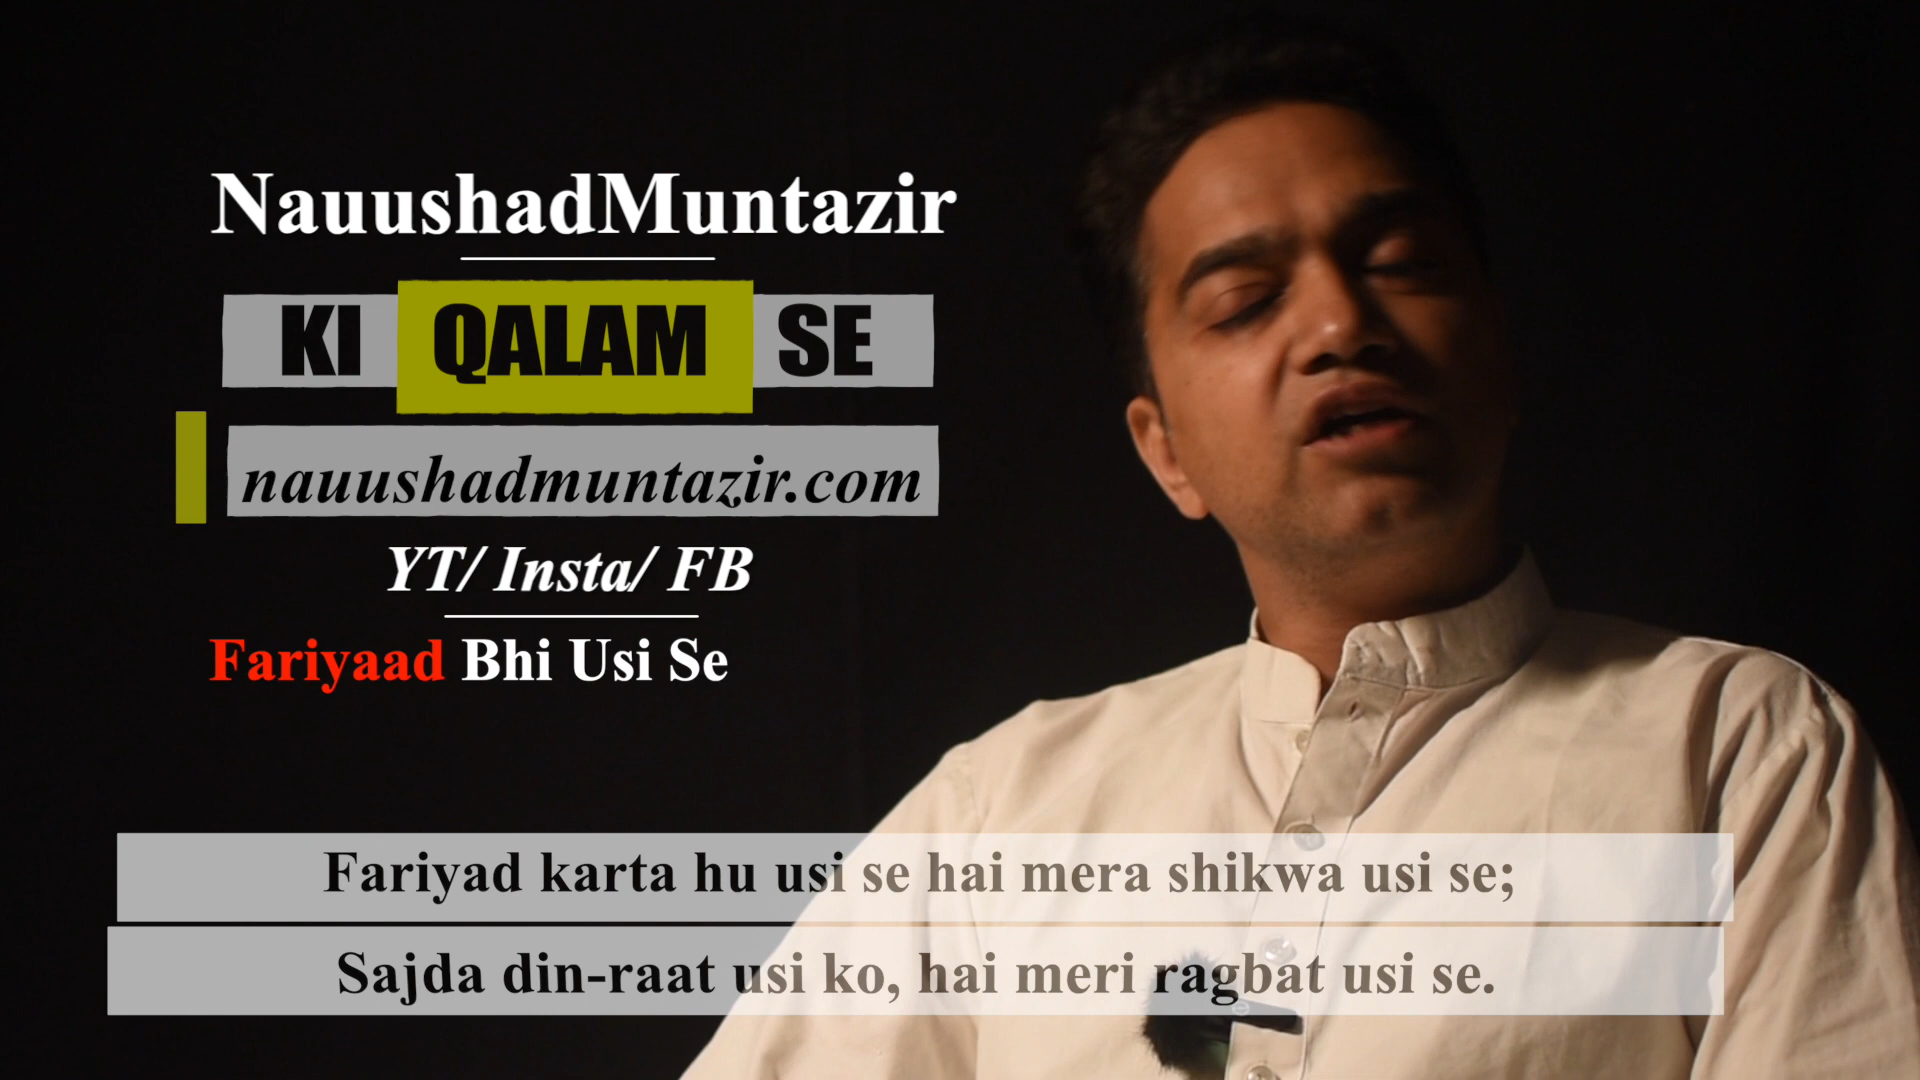 NauushadMuntazir
KI QALAM SE
nauushadmuntazir.com
YT/ Insta/ FB
Fariyaad Bhi Usi Se
Fariyad karta hu usi se hai mera shikwa usi se;
Sajda din-raat usi ko, hai meri ragbat usi se.